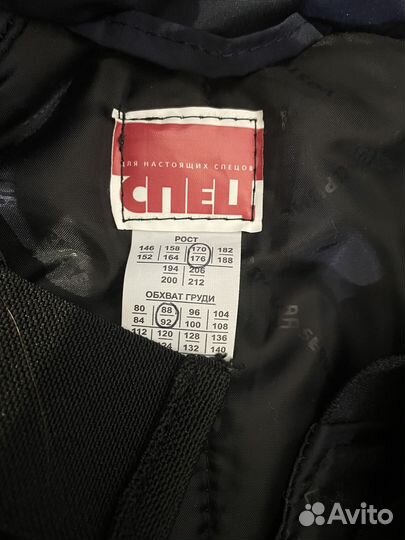 ДЛЯ НАСТОЯЩИХ СПЕЦОВ
СПЕЦ
РОСТ
146 158 170 182
152 164 176 188
194 206
200 212
ОБХВАТ ГРУДИ
80 88 96 104
84 92 100 108
112 120 128 136
124 132 140
Avito